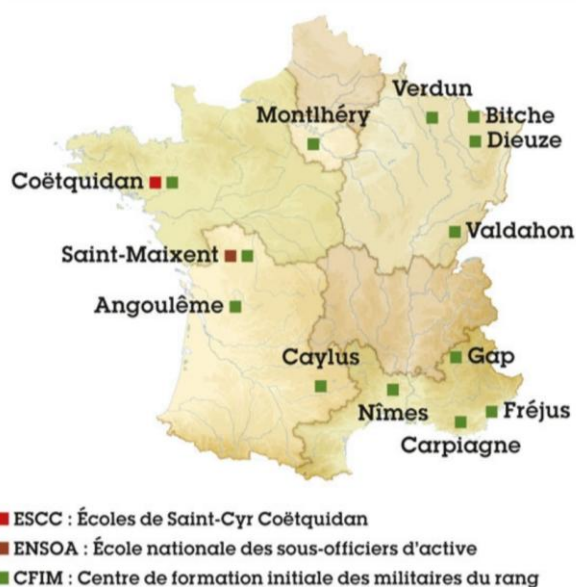 Verdun
Montlhéry
Bitche
Dieuze
Coëtquidan
Valdahon
Saint-Maixent
Angoulême
Caylus
Gap
Nîmes
Fréjus
Carpiagne
ESCC : Écoles de Saint-Cyr Coëtquidan
ENSOA : École nationale des sous-officiers d'active
CFIM : Centre de formation initiale des militaires du rang